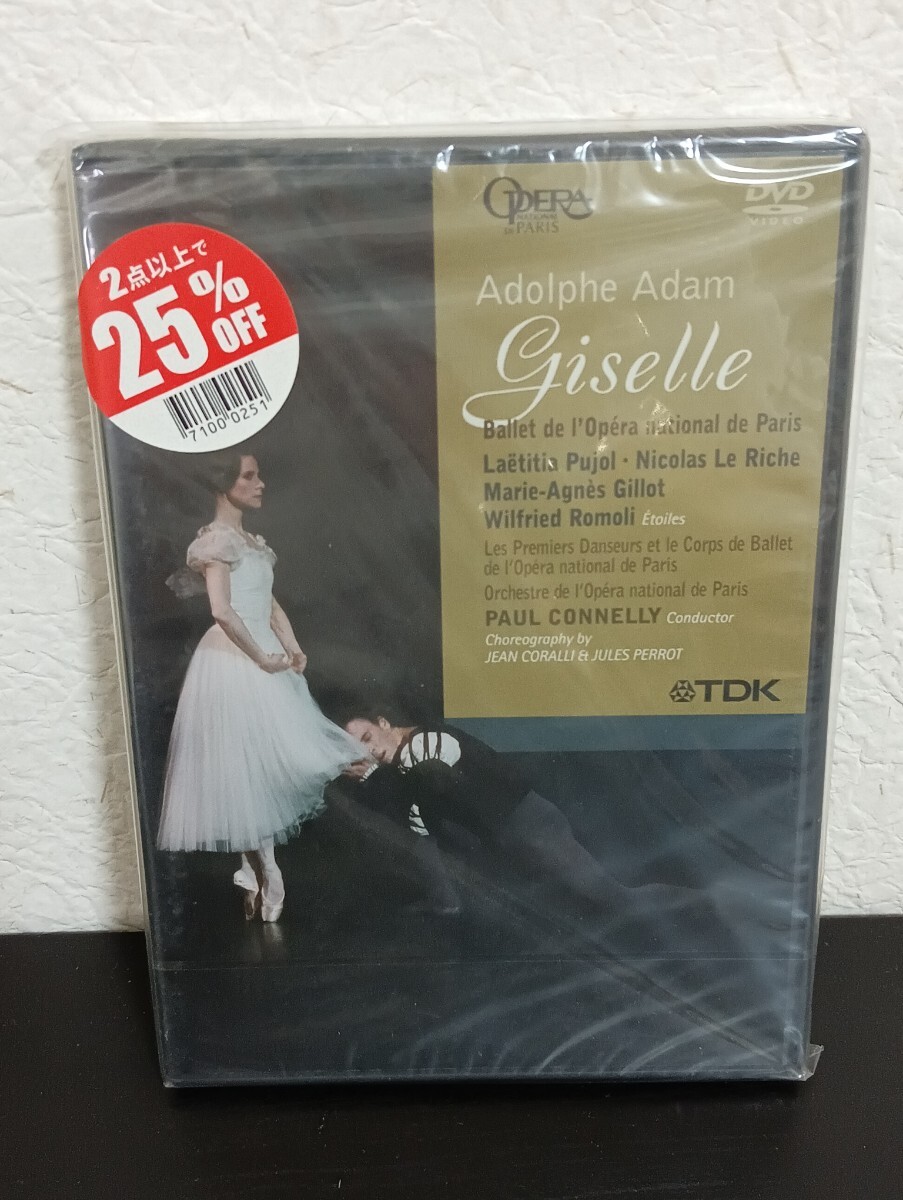 2点以上で
25%
OFF
7100 0251
OPERA
NATIONAL
DE PARIS
DVD
VIDEO
Adolphe Adam
Giselle
Ballet de l'Opéra national de Paris
Laëtitia Pujol · Nicolas Le Riche
Marie-Agnès Gillot
Wilfried Romoli Étoiles
Les Premiers Danseurs et le Corps de Ballet
de l'Opéra national de Paris
Orchestre de l'Opéra national de Paris
PAUL CONNELLY Conductor
Choreography by
JEAN CORALLI & JULES PERROT
TDK